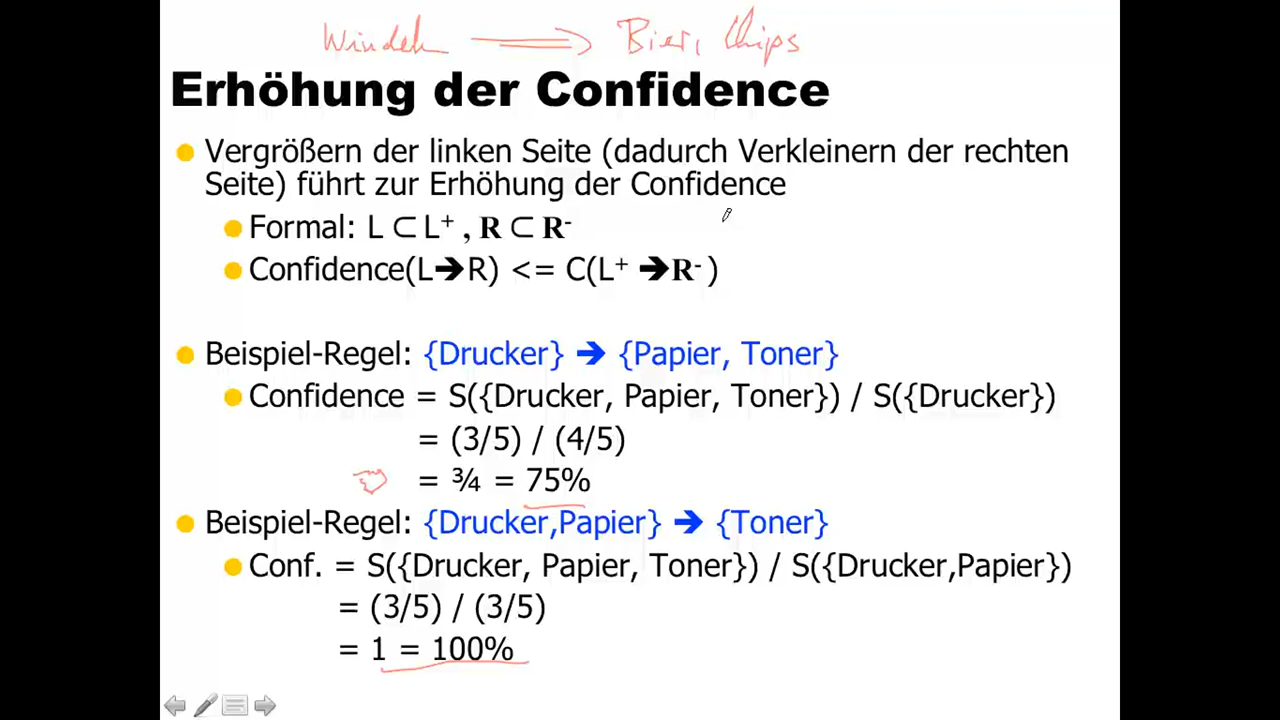 Windeln ⟹ Bier, Chips
Erhöhung der Confidence
Vergrößern der linken Seite (dadurch Verkleinern der rechten
Seite) führt zur Erhöhung der Confidence
Formal: L ⊂ L⁺ , R ⊂ R⁻
Confidence(L➔R) <= C(L⁺ ➔R⁻ )
Beispiel-Regel: {Drucker} ➔ {Papier, Toner}
Confidence = S({Drucker, Papier, Toner}) / S({Drucker})
= (3/5) / (4/5)
= ¾ = 75%
Beispiel-Regel: {Drucker,Papier} ➔ {Toner}
Conf. = S({Drucker, Papier, Toner}) / S({Drucker,Papier})
= (3/5) / (3/5)
= 1 = 100%